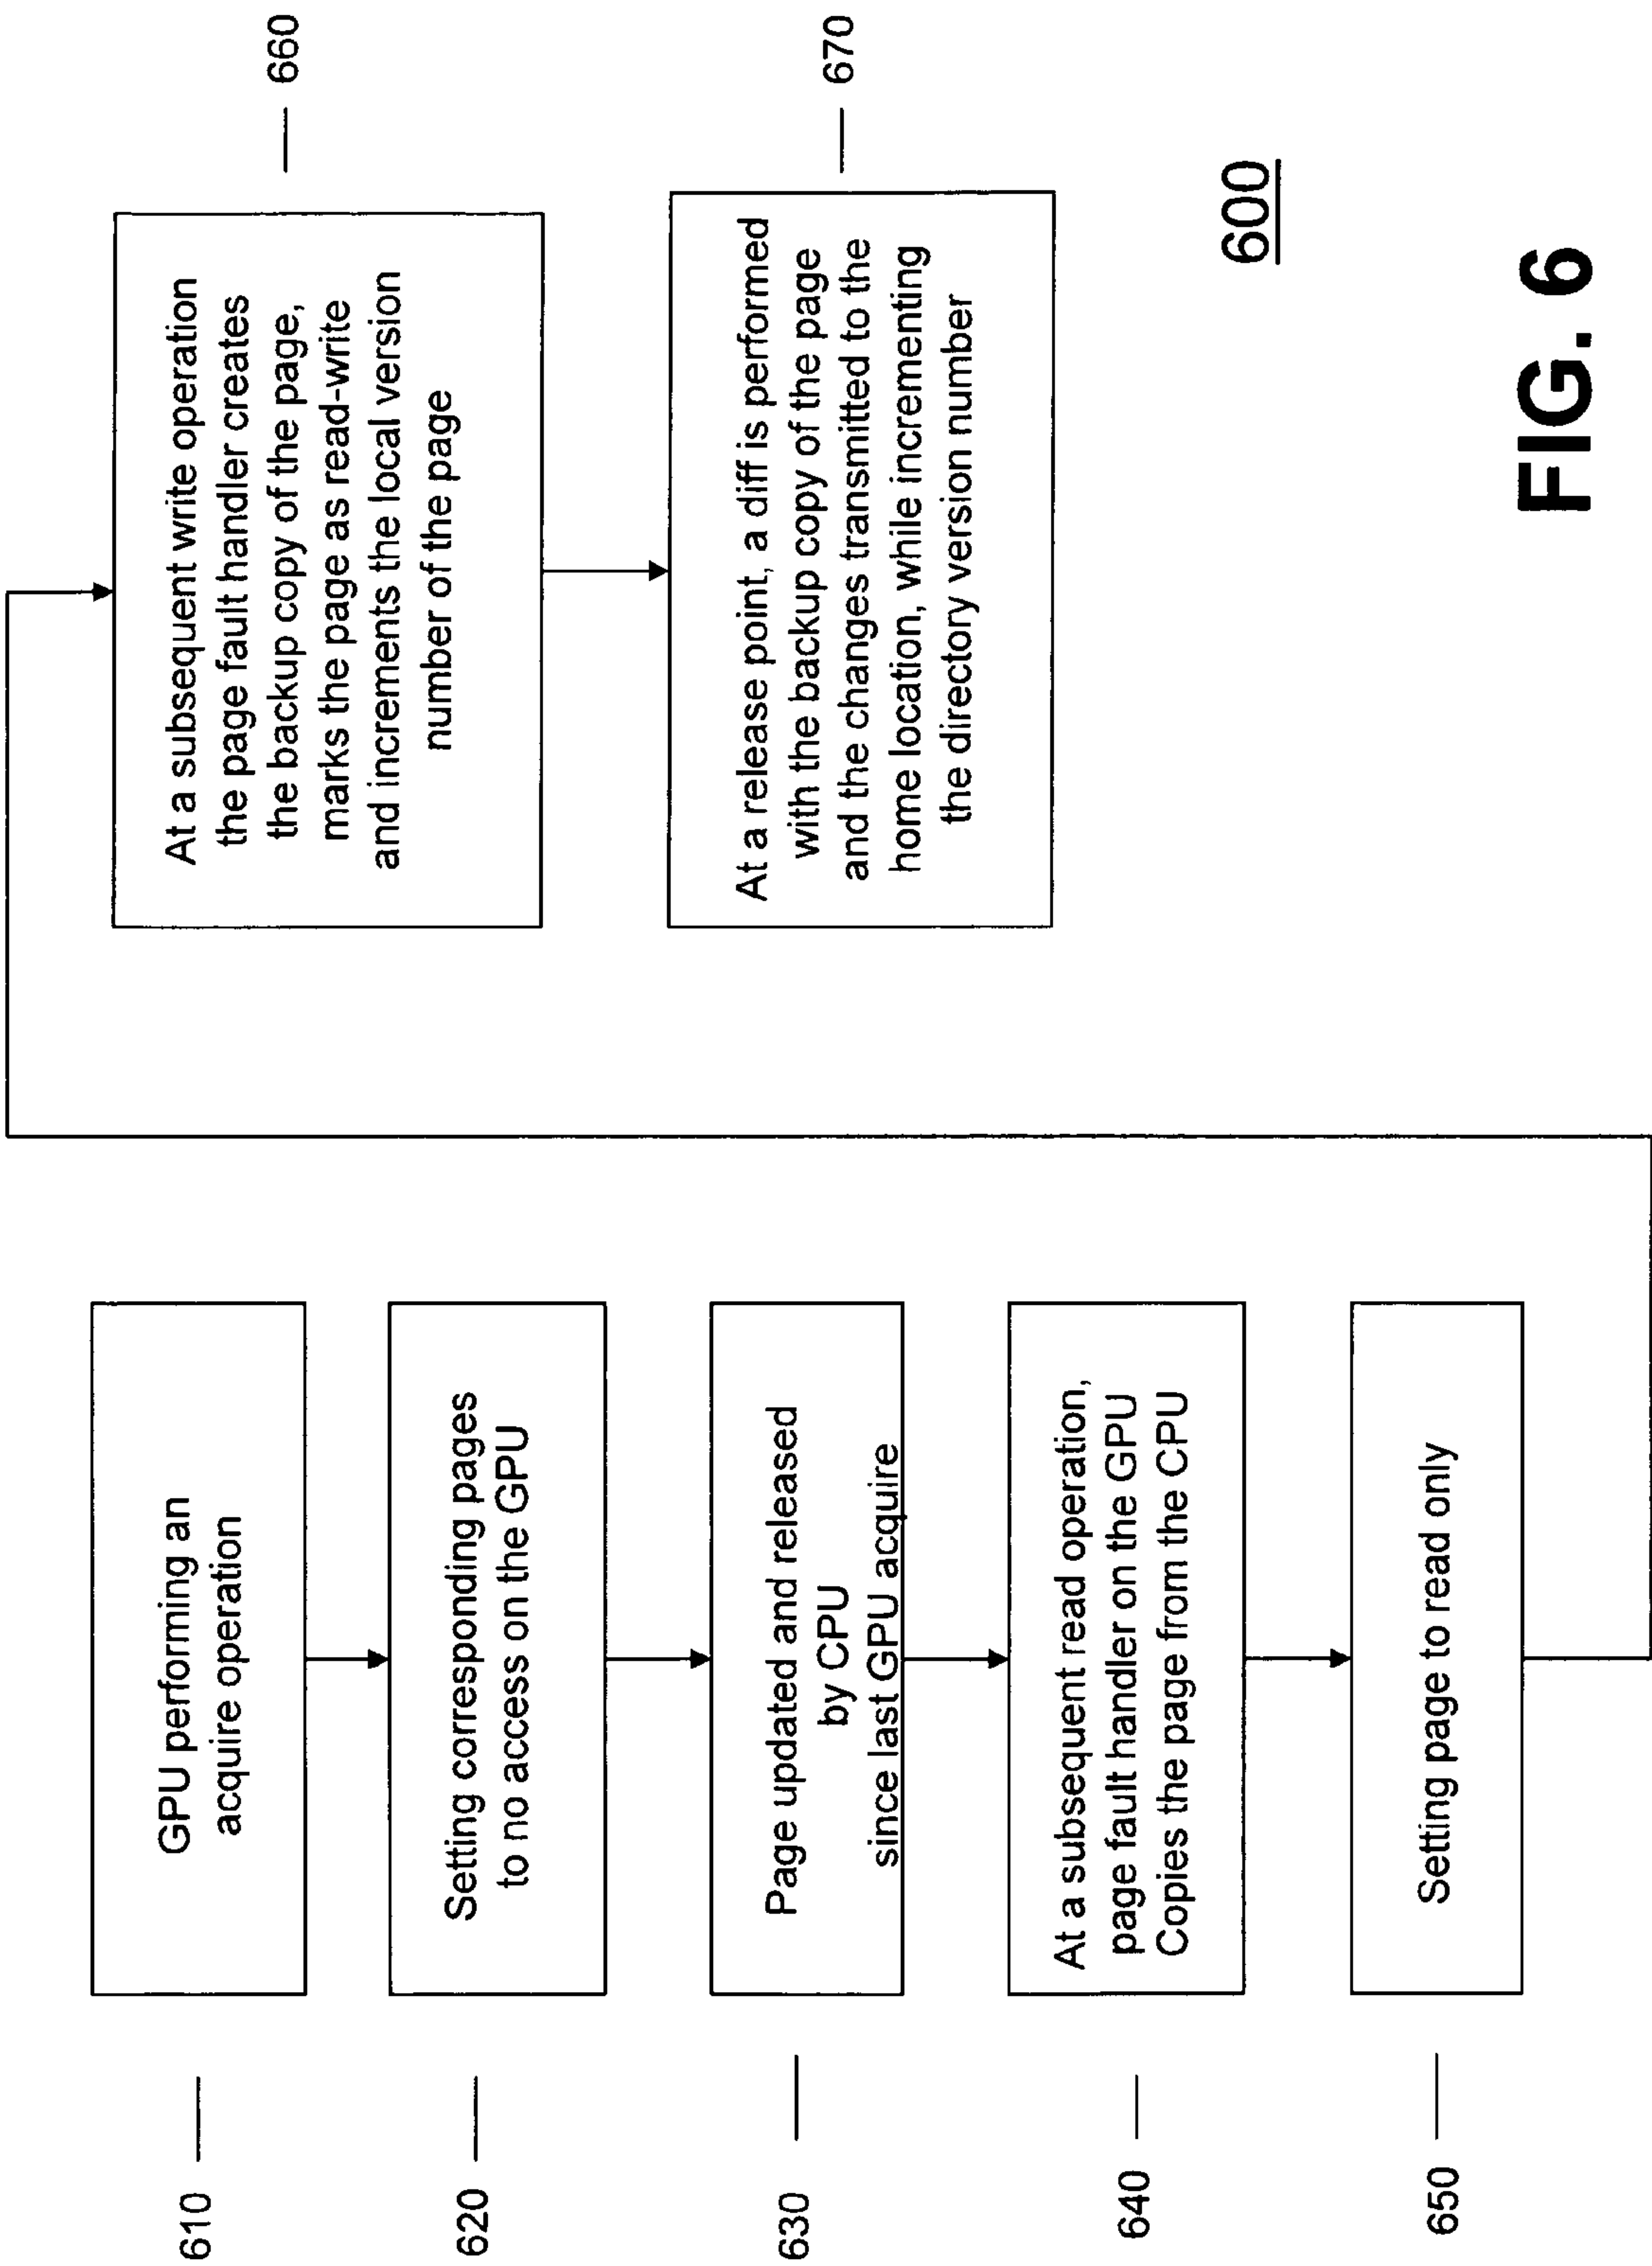 610
GPU performing an
acquire operation
620
Setting corresponding pages
to no access on the GPU
630
Page updated and released
by CPU
since last GPU acquire
640
At a subsequent read operation,
page fault handler on the GPU
Copies the page from the CPU
650
Setting page to read only
660
At a subsequent write operation
the page fault handler creates
the backup copy of the page,
marks the page as read-write
and increments the local version
number of the page
670
At a release point, a diff is performed
with the backup copy of the page
and the changes transmitted to the
home location, while incrementing
the directory version number
600
FIG. 6